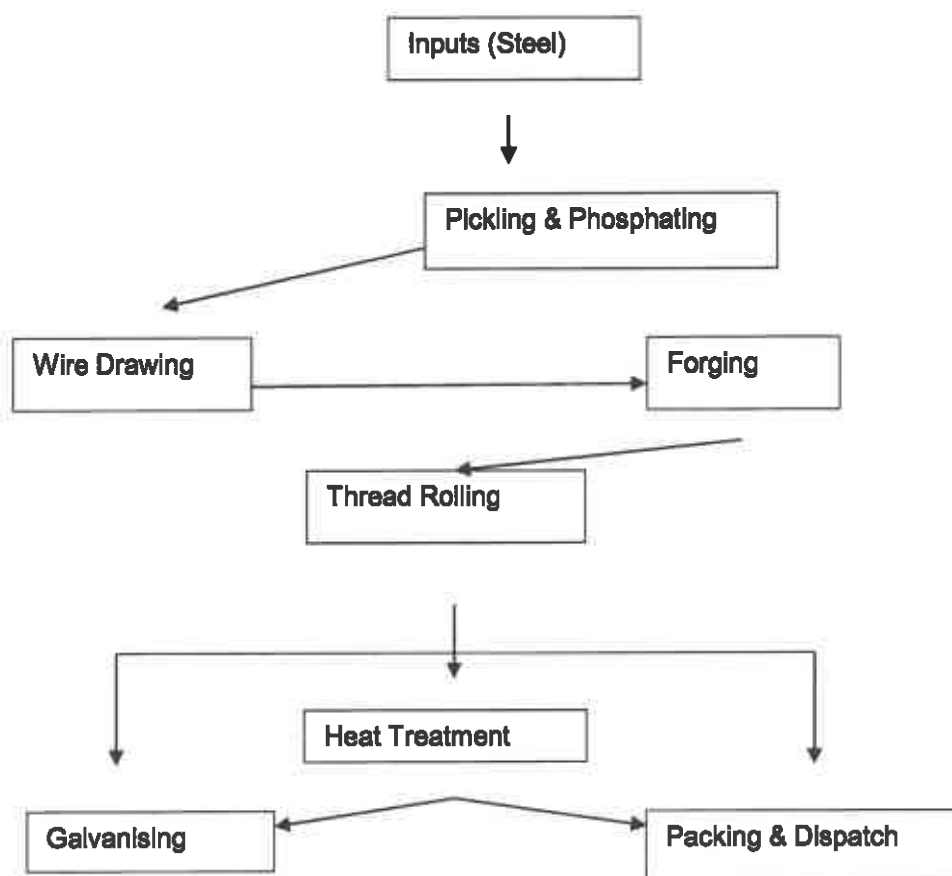 Inputs (Steel)
Pickling & Phosphating
Wire Drawing
Forging
Thread Rolling
Heat Treatment
Galvanising
Packing & Dispatch